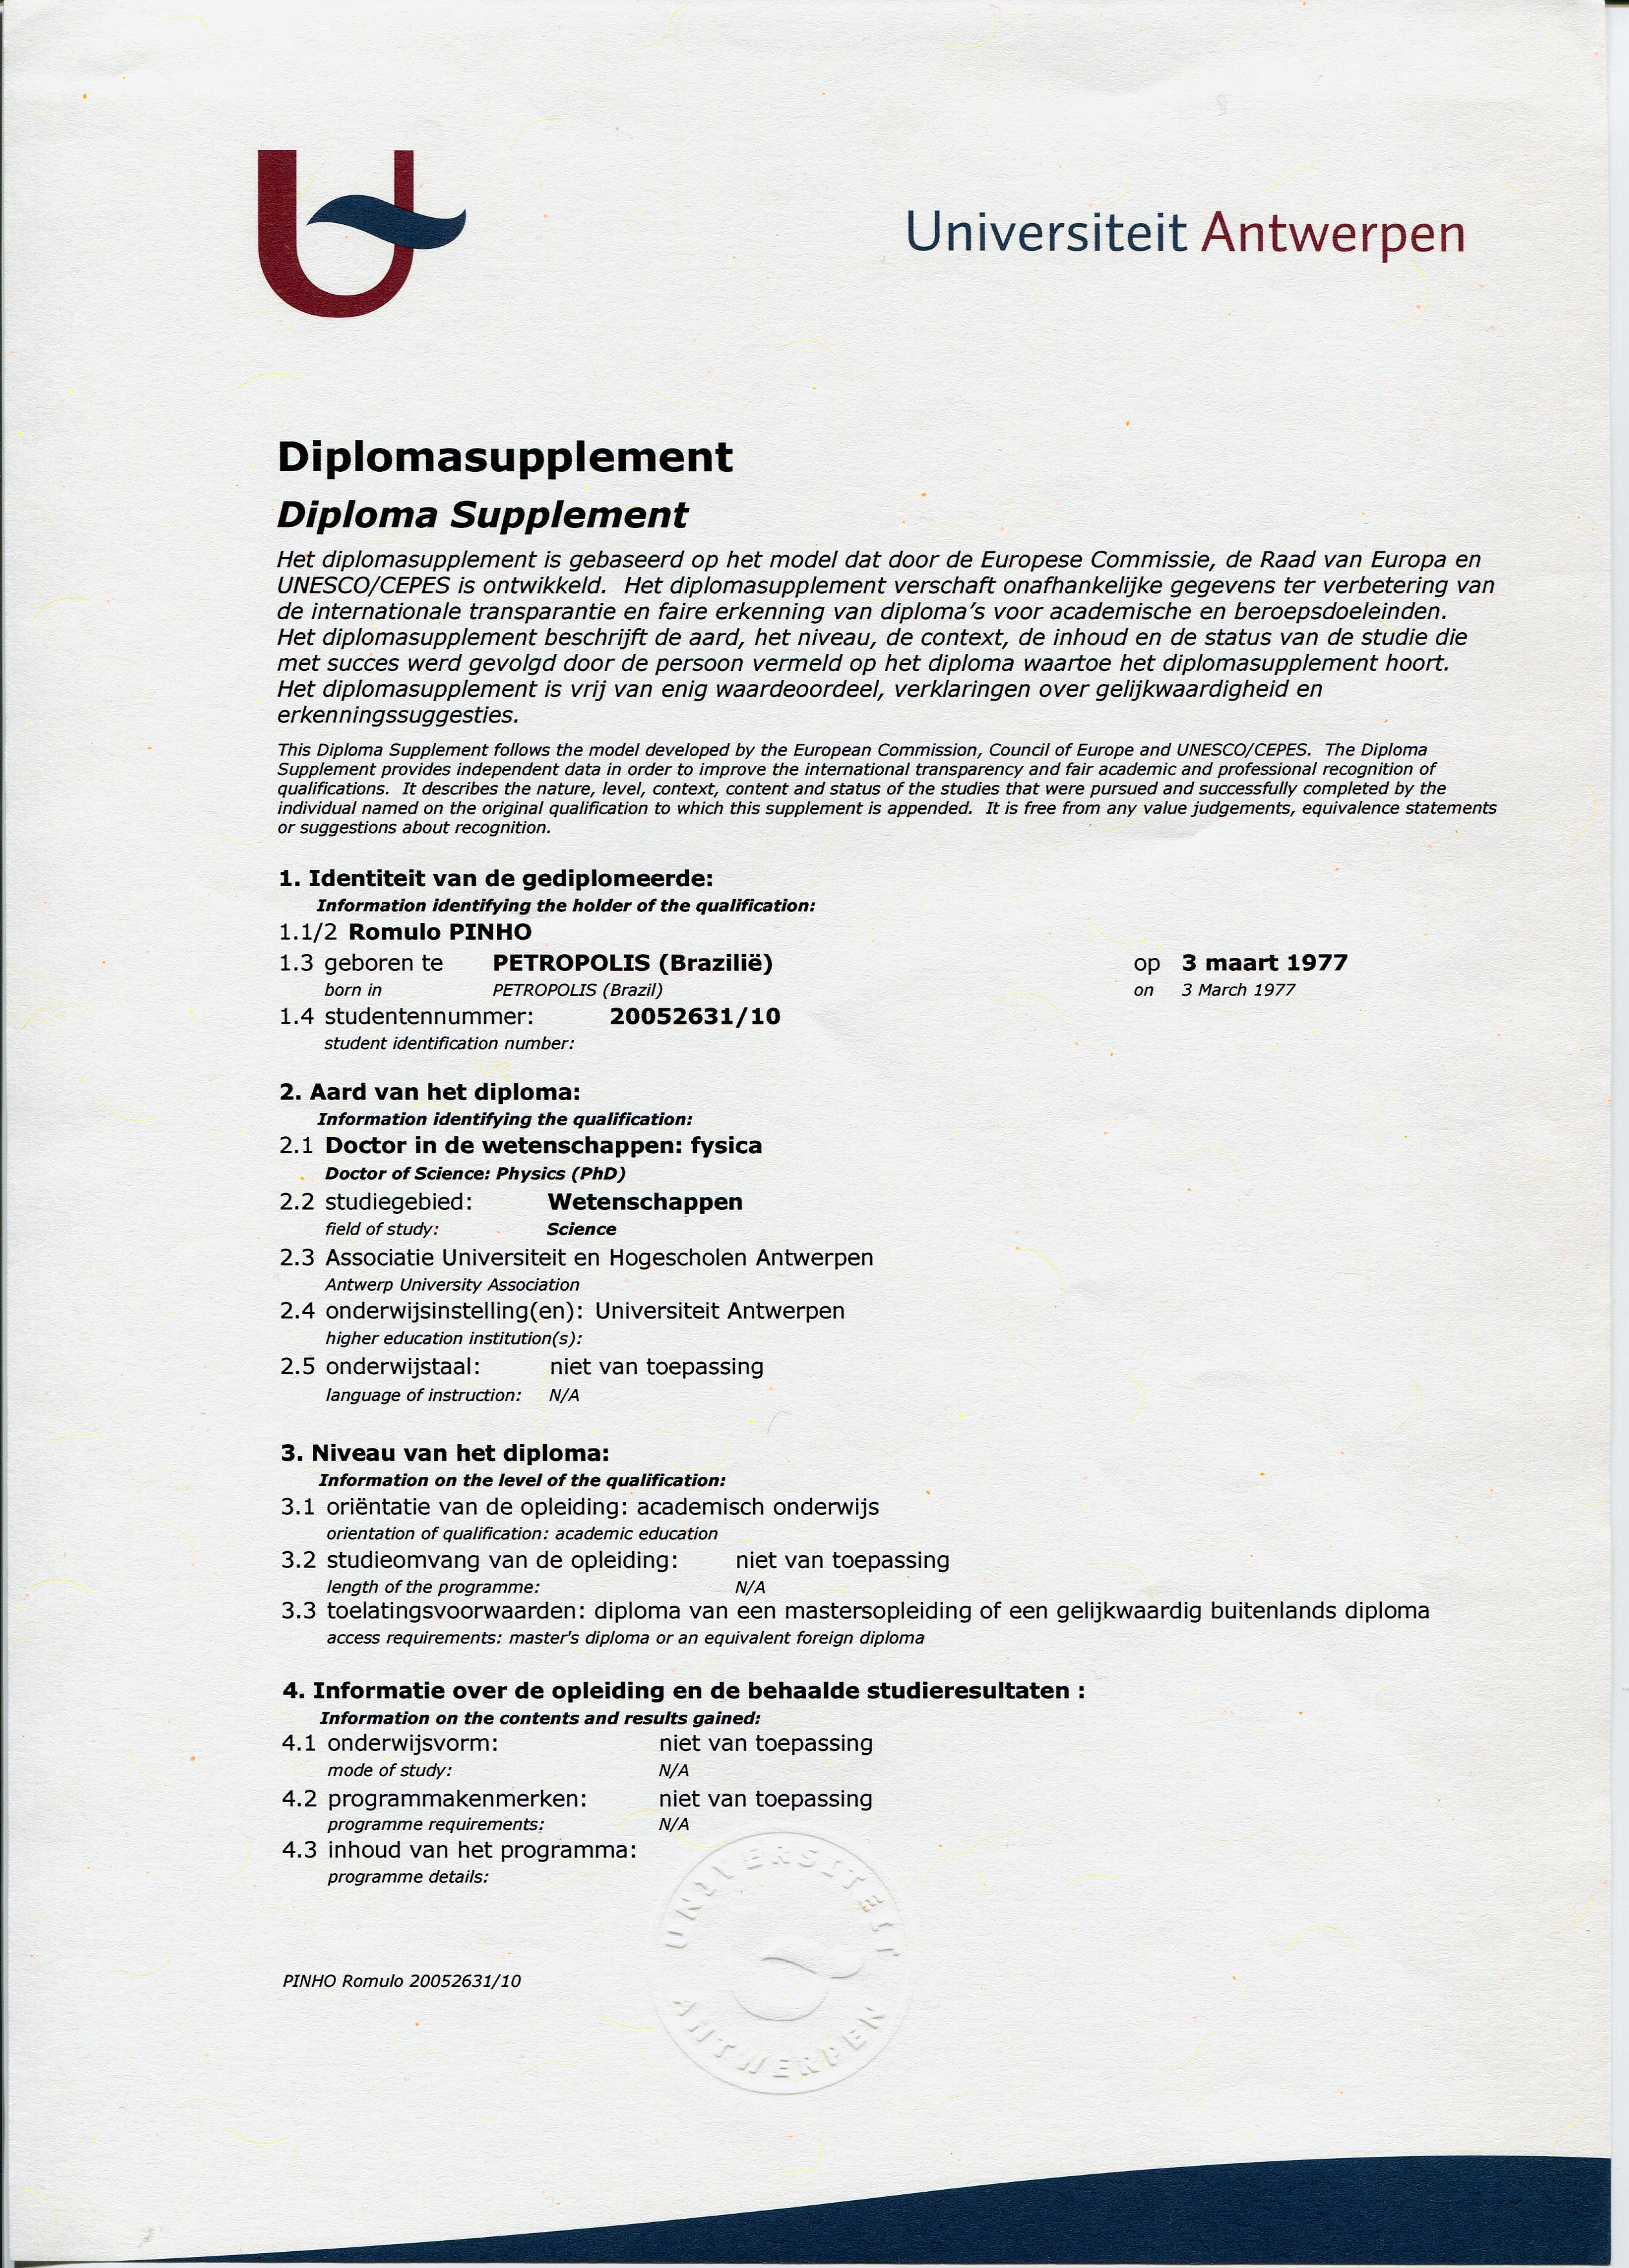 Universiteit Antwerpen
Diplomasupplement
Diploma Supplement
Het diplomasupplement is gebaseerd op het model dat door de Europese Commissie, de Raad van Europa en
UNESCO/CEPES is ontwikkeld.  Het diplomasupplement verschaft onafhankelijke gegevens ter verbetering van
de internationale transparantie en faire erkenning van diploma's voor academische en beroepsdoeleinden.
Het diplomasupplement beschrijft de aard, het niveau, de context, de inhoud en de status van de studie die
met succes werd gevolgd door de persoon vermeld op het diploma waartoe het diplomasupplement hoort.
Het diplomasupplement is vrij van enig waardeoordeel, verklaringen over gelijkwaardigheid en
erkenningssuggesties.
This Diploma Supplement follows the model developed by the European Commission, Council of Europe and UNESCO/CEPES.  The Diploma
Supplement provides independent data in order to improve the international transparency and fair academic and professional recognition of
qualifications.  It describes the nature, level, context, content and status of the studies that were pursued and successfully completed by the
individual named on the original qualification to which this supplement is appended.  It is free from any value judgements, equivalence statements
or suggestions about recognition.
1. Identiteit van de gediplomeerde:
Information identifying the holder of the qualification:
1.1/2 Romulo PINHO
1.3 geboren te PETROPOLIS (Brazilië) op 3 maart 1977
born in PETROPOLIS (Brazil) on 3 March 1977
1.4 studentennummer: 20052631/10
student identification number:
2. Aard van het diploma:
Information identifying the qualification:
2.1 Doctor in de wetenschappen: fysica
Doctor of Science: Physics (PhD)
2.2 studiegebied: Wetenschappen
field of study: Science
2.3 Associatie Universiteit en Hogescholen Antwerpen
Antwerp University Association
2.4 onderwijsinstelling(en): Universiteit Antwerpen
higher education institution(s):
2.5 onderwijstaal: niet van toepassing
language of instruction: N/A
3. Niveau van het diploma:
Information on the level of the qualification:
3.1 oriëntatie van de opleiding: academisch onderwijs
orientation of qualification: academic education
3.2 studieomvang van de opleiding: niet van toepassing
length of the programme: N/A
3.3 toelatingsvoorwaarden: diploma van een mastersopleiding of een gelijkwaardig buitenlands diploma
access requirements: master's diploma or an equivalent foreign diploma
4. Informatie over de opleiding en de behaalde studieresultaten :
Information on the contents and results gained:
4.1 onderwijsvorm: niet van toepassing
mode of study: N/A
4.2 programmakenmerken: niet van toepassing
programme requirements: N/A
4.3 inhoud van het programma:
programme details:
UNIVERSITEIT
ANTWERPEN
PINHO Romulo 20052631/10